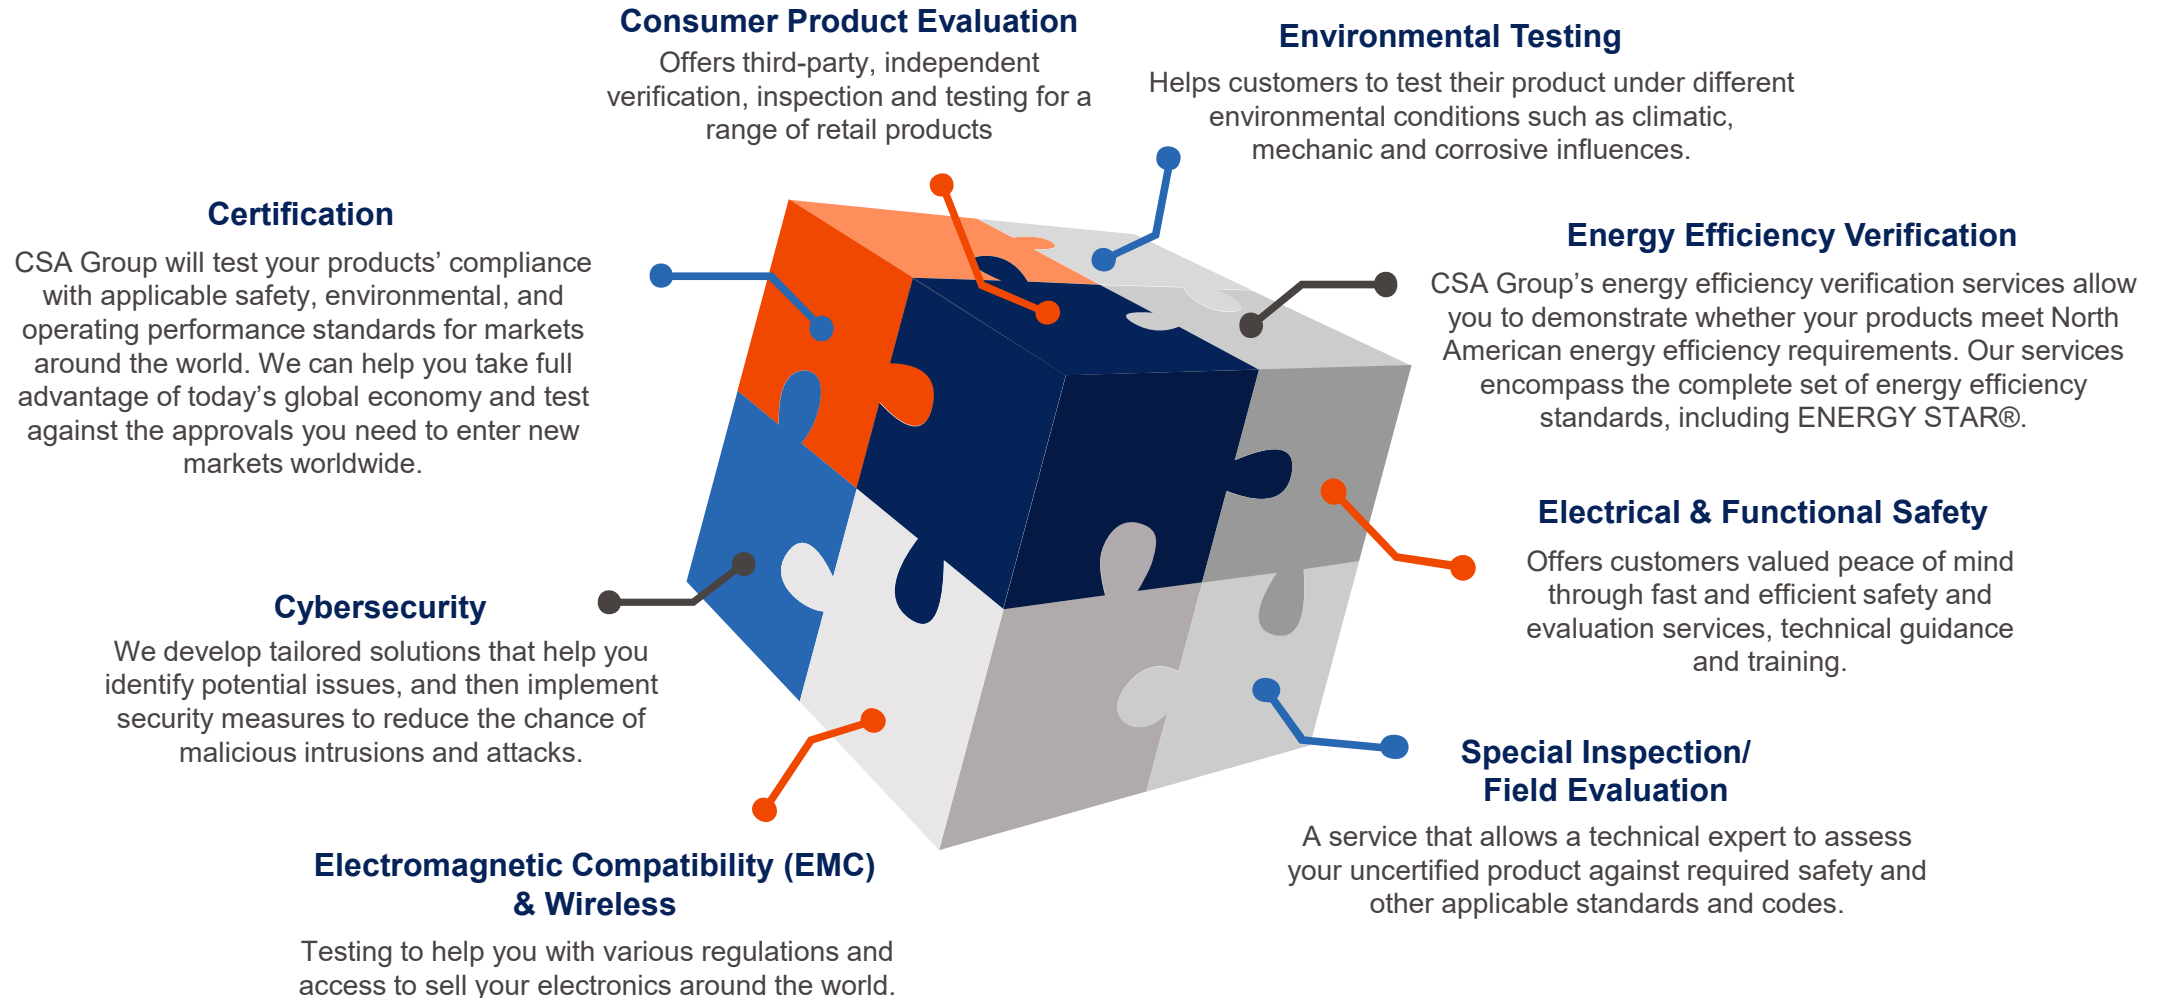 Consumer Product Evaluation
Offers third-party, independent
verification, inspection and testing for a
range of retail products
Environmental Testing
Helps customers to test their product under different
environmental conditions such as climatic,
mechanic and corrosive influences.
Certification
CSA Group will test your products’ compliance
with applicable safety, environmental, and
operating performance standards for markets
around the world. We can help you take full
advantage of today’s global economy and test
against the approvals you need to enter new
markets worldwide.
Energy Efficiency Verification
CSA Group’s energy efficiency verification services allow
you to demonstrate whether your products meet North
American energy efficiency requirements. Our services
encompass the complete set of energy efficiency
standards, including ENERGY STAR®.
Electrical & Functional Safety
Offers customers valued peace of mind
through fast and efficient safety and
evaluation services, technical guidance
and training.
Cybersecurity
We develop tailored solutions that help you
identify potential issues, and then implement
security measures to reduce the chance of
malicious intrusions and attacks.
Special Inspection/
Field Evaluation
A service that allows a technical expert to assess
your uncertified product against required safety and
other applicable standards and codes.
Electromagnetic Compatibility (EMC)
& Wireless
Testing to help you with various regulations and
access to sell your electronics around the world.